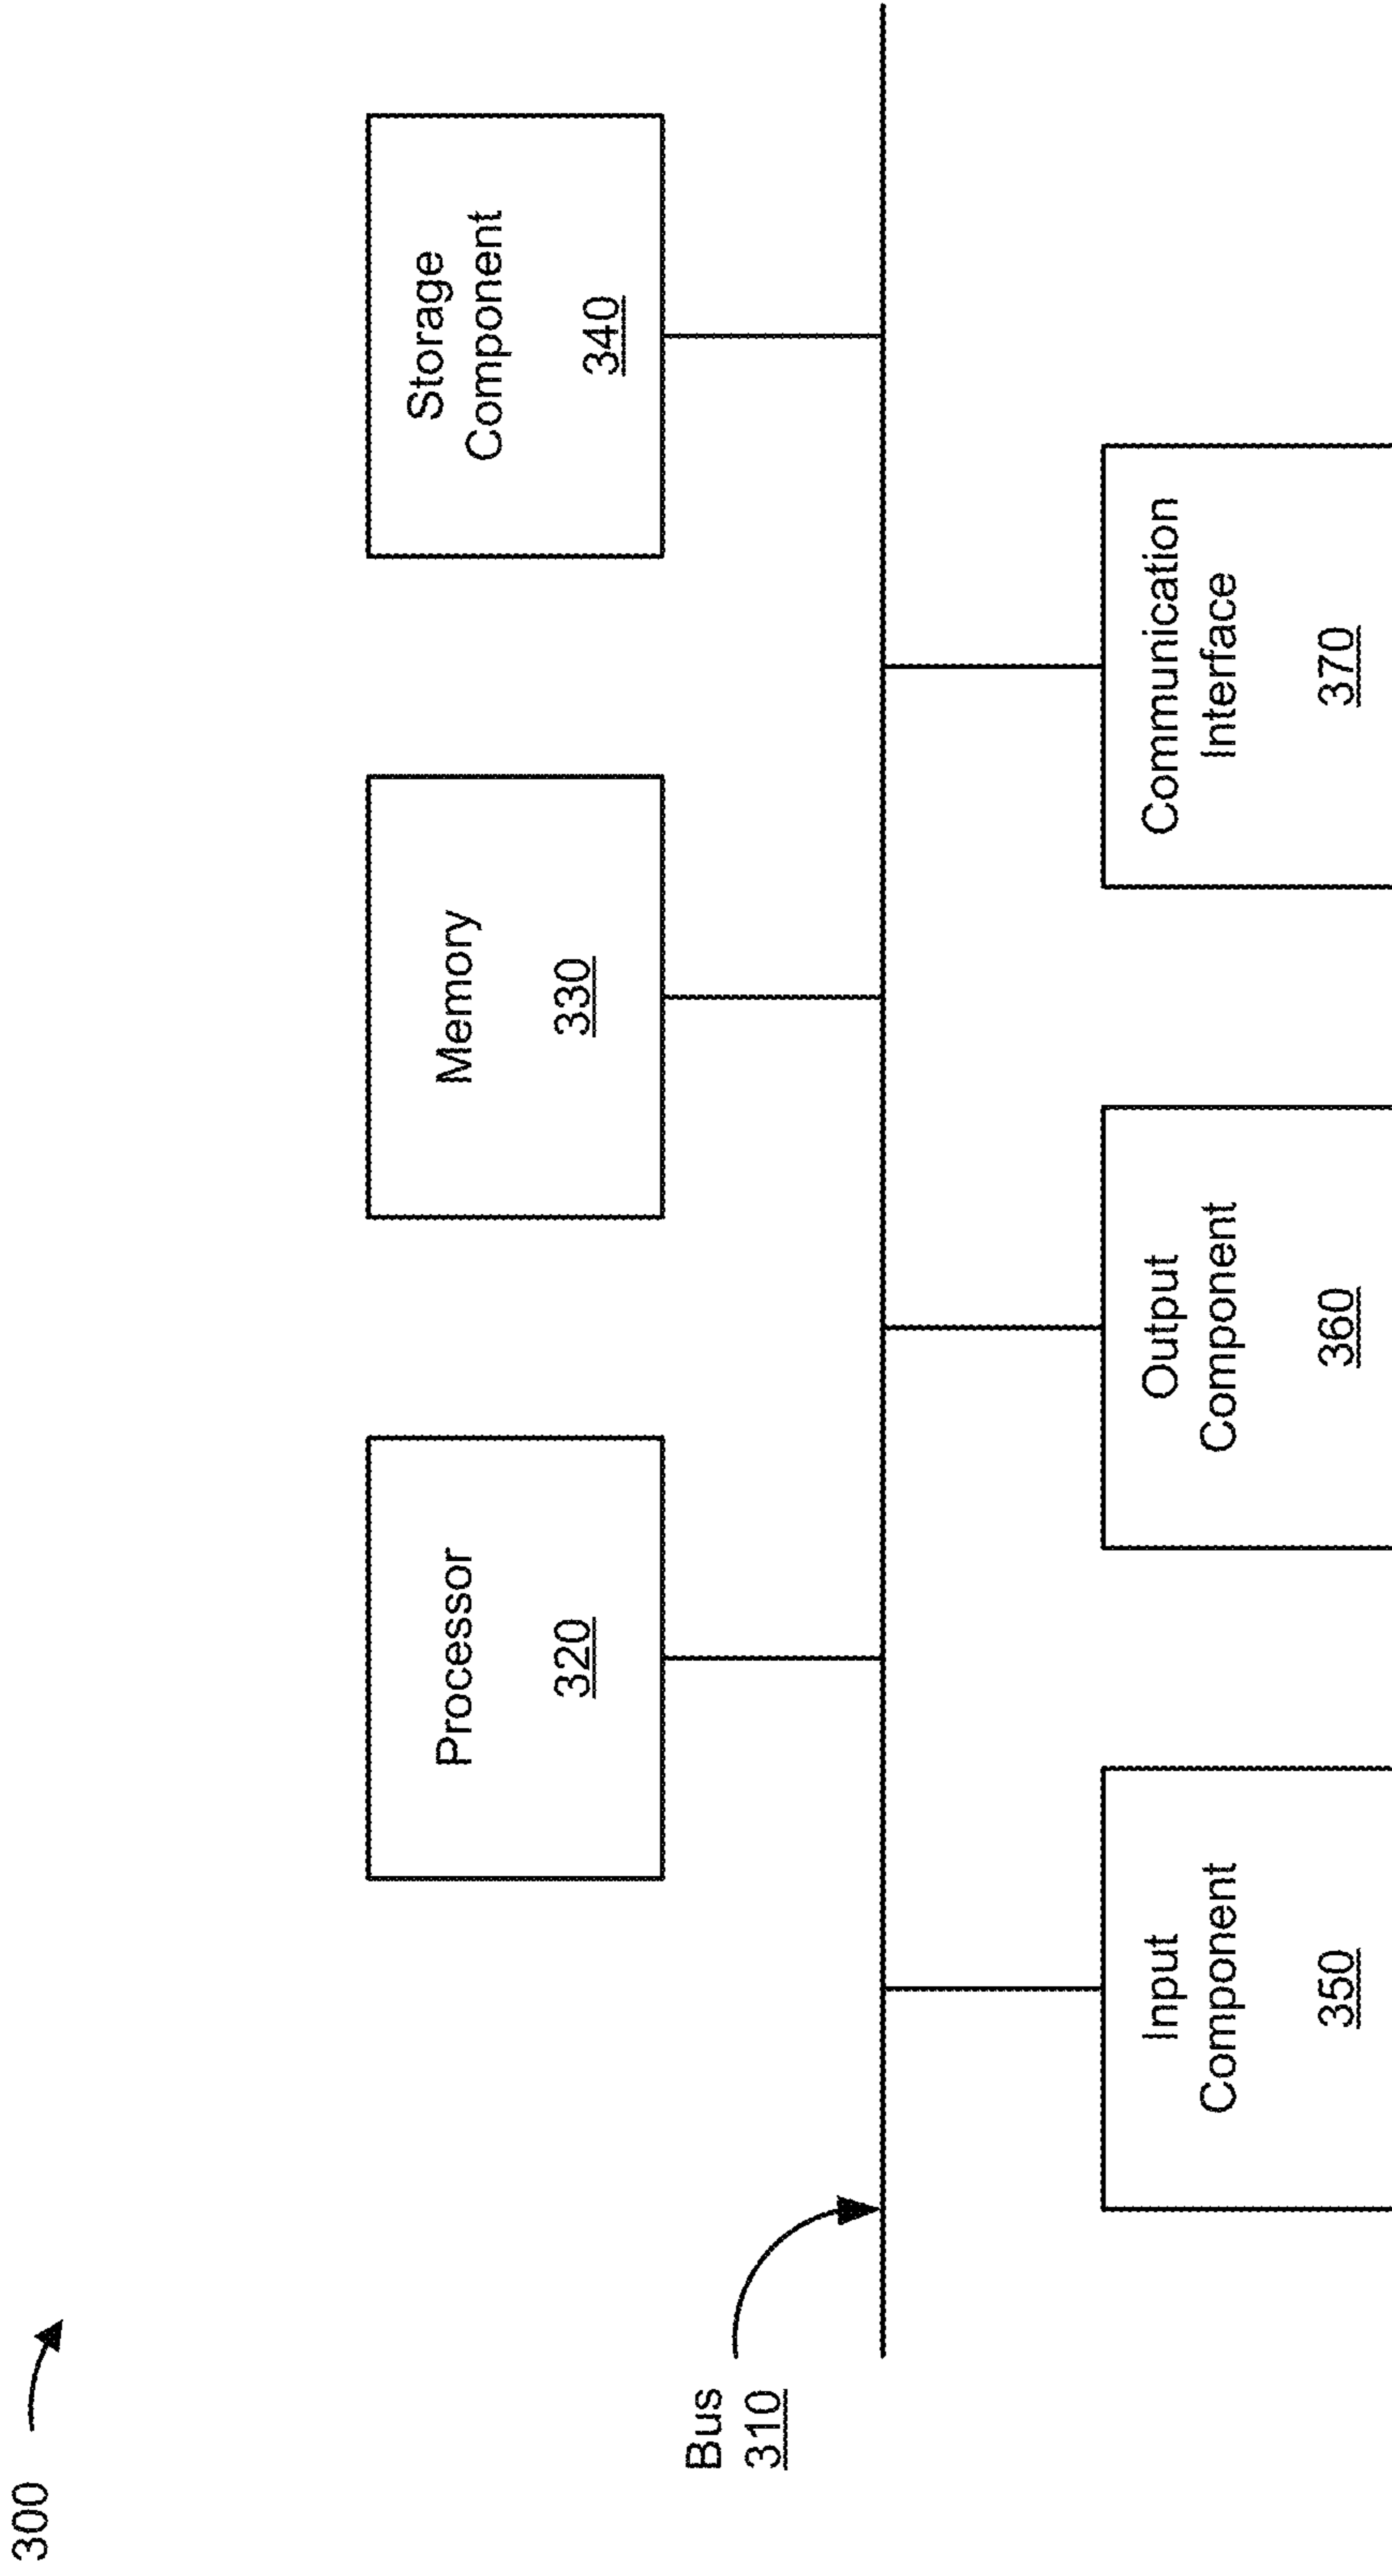 300
Processor
320
Memory
330
Storage
Component
340
Bus
310
Input
Component
350
Output
Component
360
Communication
Interface
370